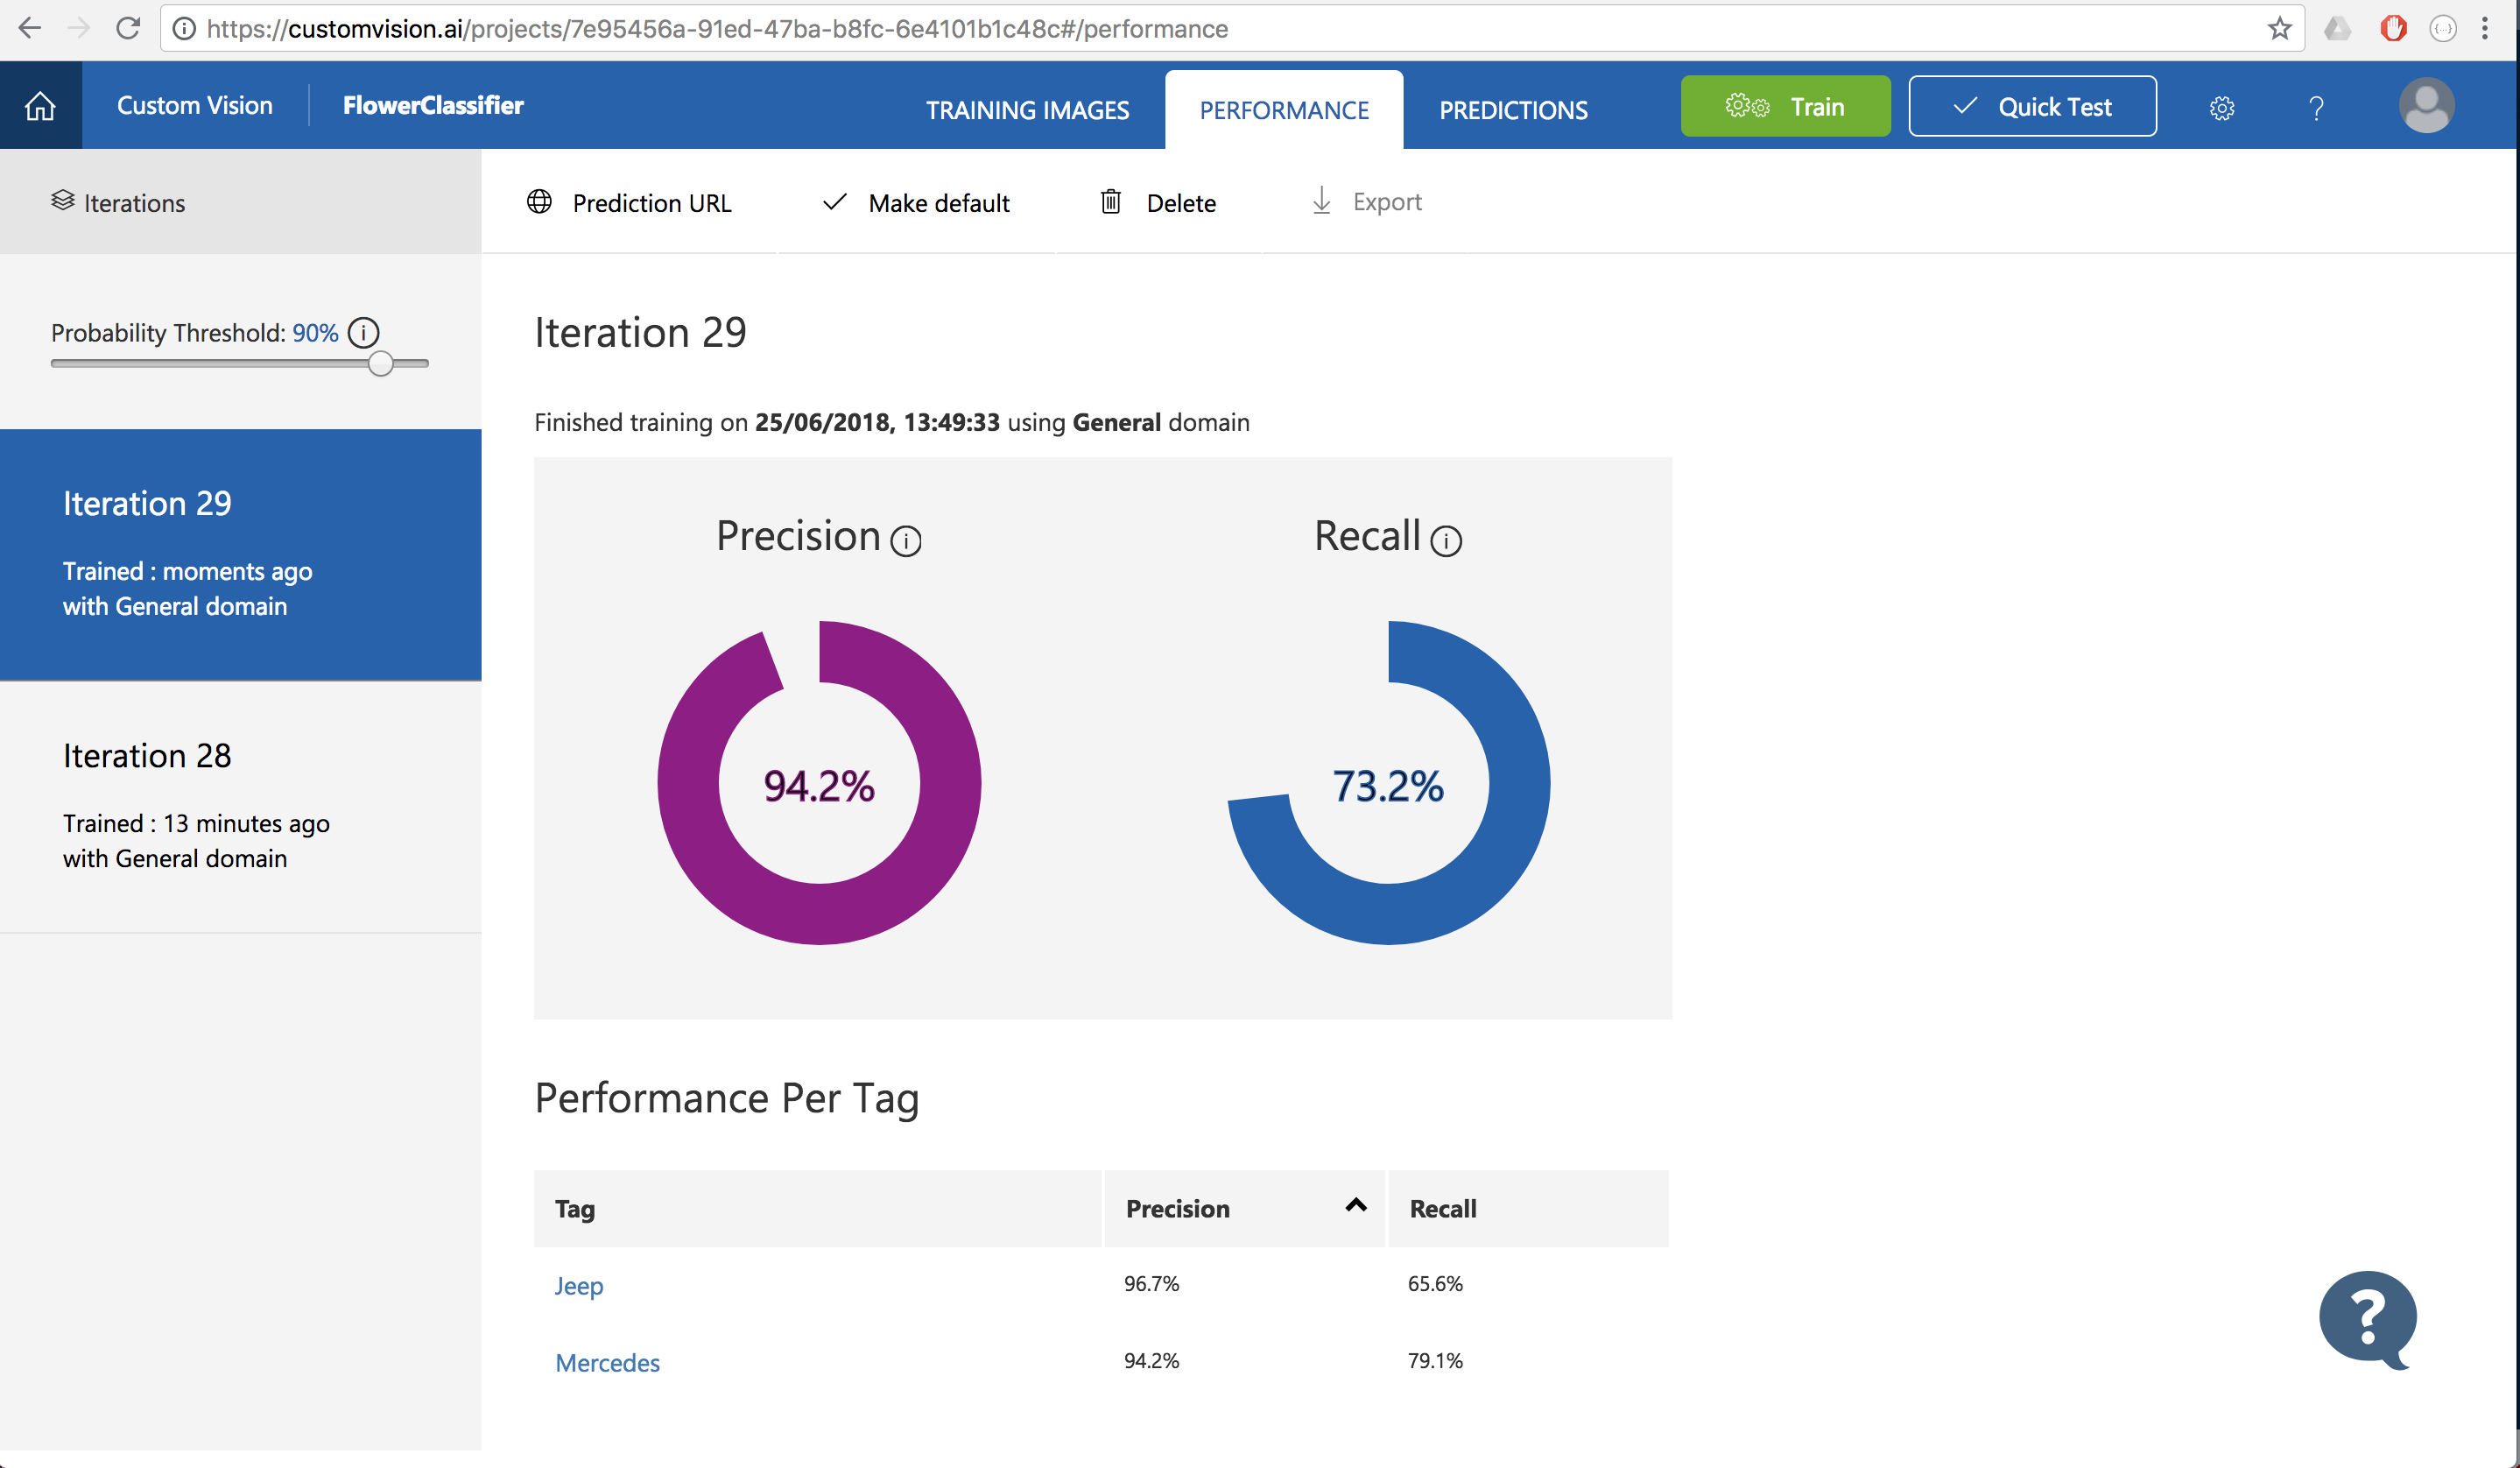 https://customvision.ai/projects/7e95456a-91ed-47ba-b8fc-6e4101b1c48c#/performance
Custom Vision
FlowerClassifier
TRAINING IMAGES
PERFORMANCE
PREDICTIONS
Train
Quick Test
?
Iterations
Prediction URL
Make default
Delete
Export
Probability Threshold: 90%
Iteration 29
Trained : moments ago
with General domain
Iteration 28
Trained : 13 minutes ago
with General domain
Iteration 29
Finished training on 25/06/2018, 13:49:33 using General domain
Precision
Recall
94.2%
73.2%
Performance Per Tag
Tag
Precision
Recall
Jeep
96.7%
65.6%
Mercedes
94.2%
79.1%
?